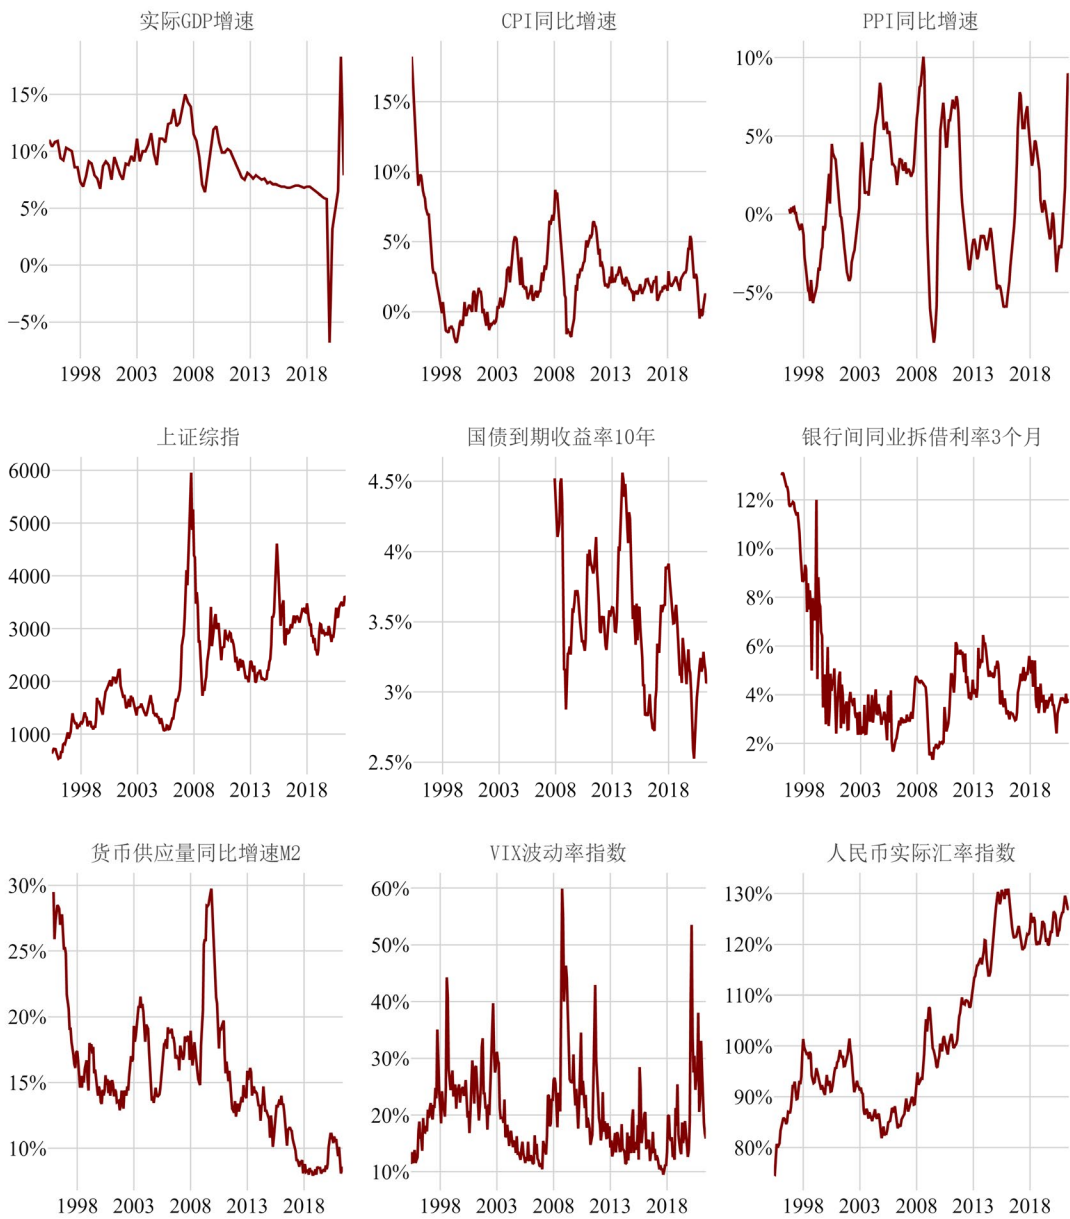 实际GDP增速
15%
10%
5%
0%
−5%
1998 2003 2008 2013 2018
CPI同比增速
15%
10%
5%
0%
1998 2003 2008 2013 2018
PPI同比增速
10%
5%
0%
−5%
1998 2003 2008 2013 2018
上证综指
6000
5000
4000
3000
2000
1000
1998 2003 2008 2013 2018
国债到期收益率10年
4.5%
4%
3.5%
3%
2.5%
1998 2003 2008 2013 2018
银行间同业拆借利率3个月
12%
10%
8%
6%
4%
2%
1998 2003 2008 2013 2018
货币供应量同比增速M2
30%
25%
20%
15%
10%
1998 2003 2008 2013 2018
VIX波动率指数
60%
50%
40%
30%
20%
10%
1998 2003 2008 2013 2018
人民币实际汇率指数
130%
120%
110%
100%
90%
80%
1998 2003 2008 2013 2018